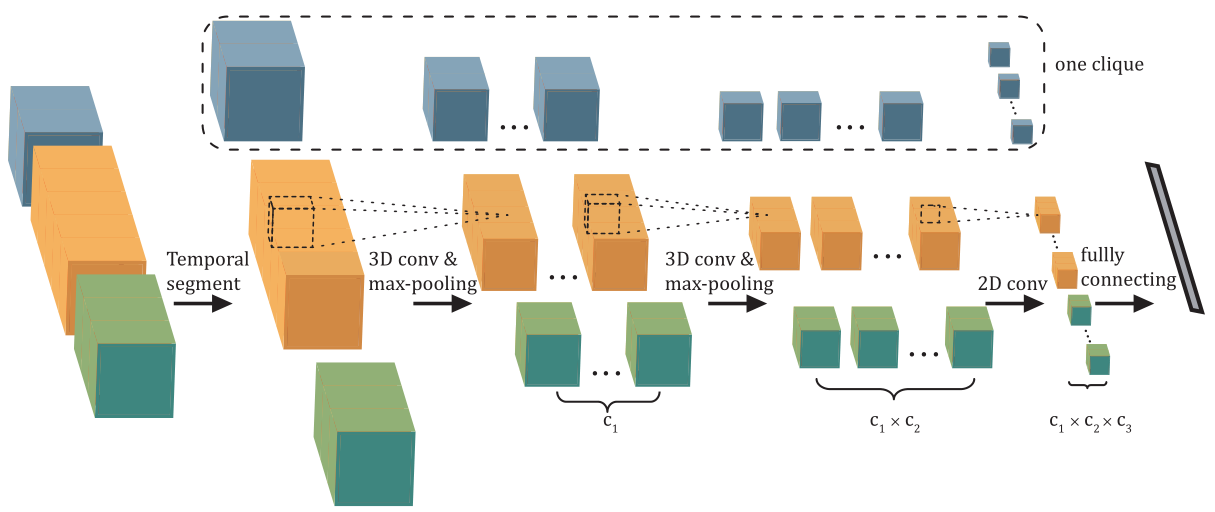 one clique
Temporal
segment
3D conv &
max-pooling
3D conv &
max-pooling
2D conv
fullly
connecting
c₁
c₁ × c₂
c₁ × c₂ × c₃